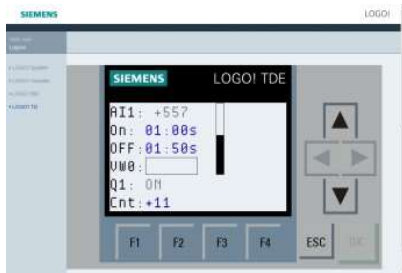 SIEMENS
LOGO!
SIEMENS LOGO! TDE
AI1: +557
On: 01:00s
OFF:01:50s
VW0:
Q1: ON
Cnt:+11
F1 F2 F3 F4 ESC OK